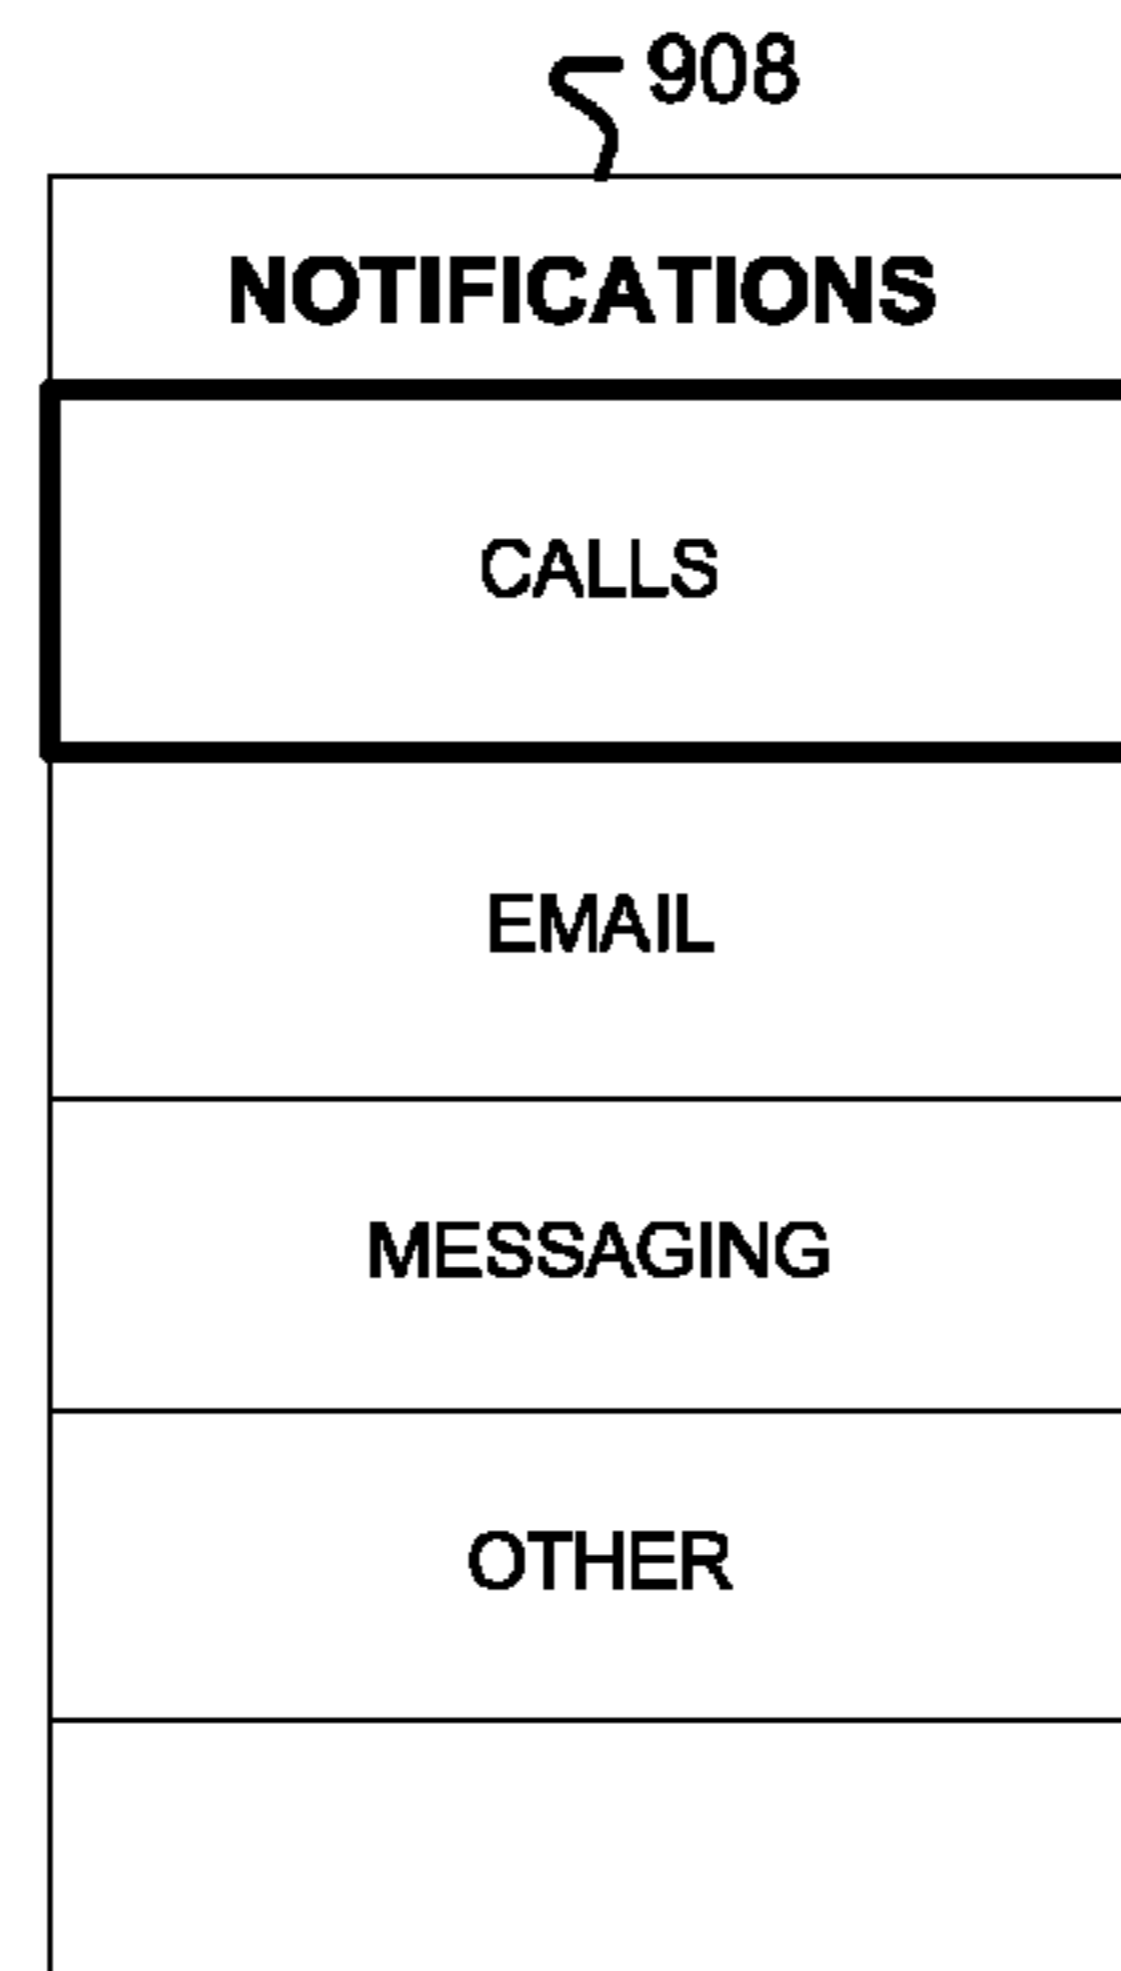 908
NOTIFICATIONS
CALLS
EMAIL
MESSAGING
OTHER